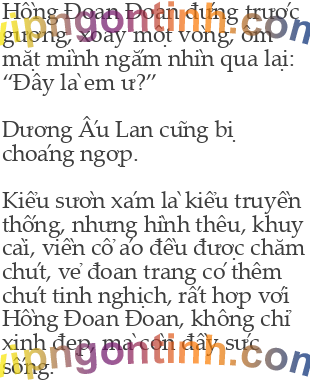 Hồng Đoan Đoan đứng trước
gương, xoay một vòng, ôm
mặt mình ngắm nhìn qua lại:
“Đây là em ư?”
Dương Ấu Lan cũng bị
choáng ngợp.
Kiểu sườn xám là kiểu truyền
thống, nhưng hình thêu, khuy
cài, viền cổ áo đều được chăm
chút, vẻ đoan trang có thêm
chút tinh nghịch, rất hợp với
Hồng Đoan Đoan, không chỉ
xinh đẹp, mà còn đầy sức
sống.
vipngontinh.com
vipngontinh.com